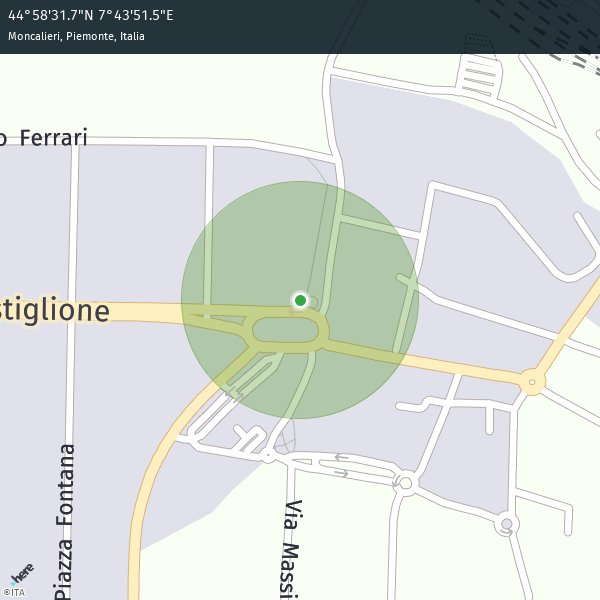 44°58'31.7"N 7°43'51.5"E
Moncalieri, Piemonte, Italia
o Ferrari
stiglione
Piazza Fontana
Via Massi
here
©ITA